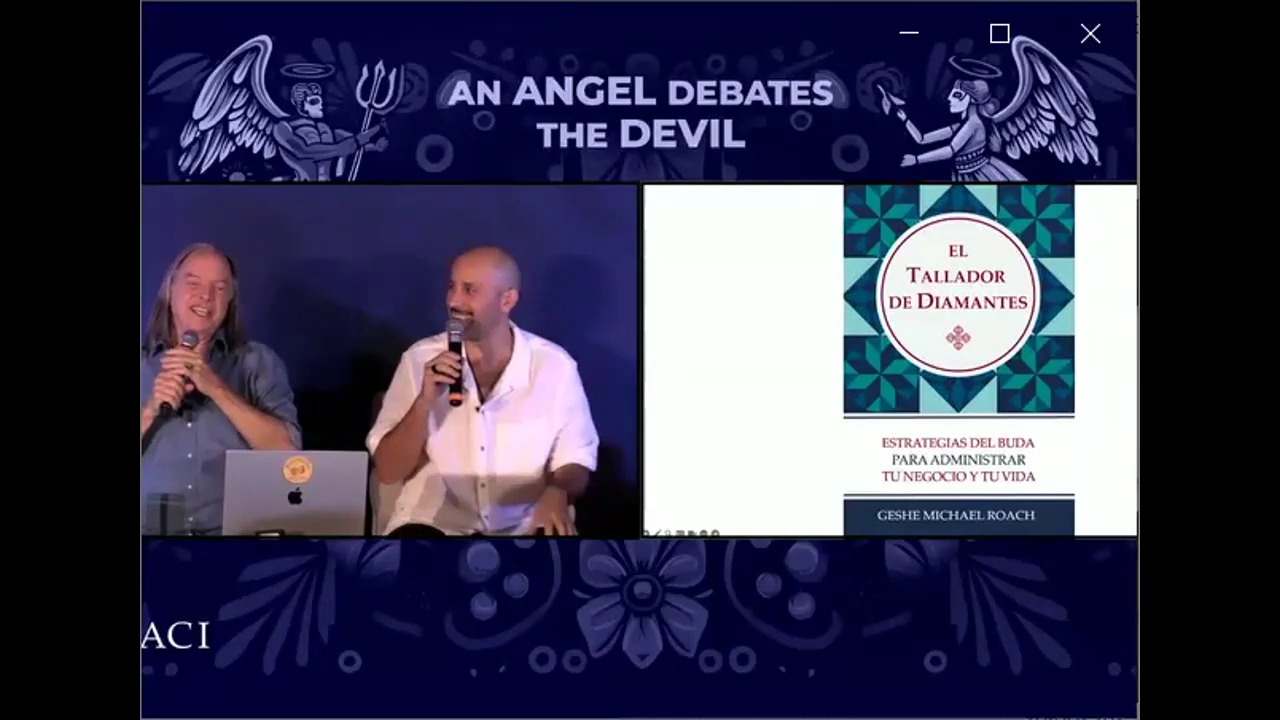 AN ANGEL DEBATES
THE DEVIL
EL
TALLADOR
DE DIAMANTES
ESTRATEGIAS DEL BUDA
PARA ADMINISTRAR
TU NEGOCIO Y TU VIDA
GESHE MICHAEL ROACH
ACI